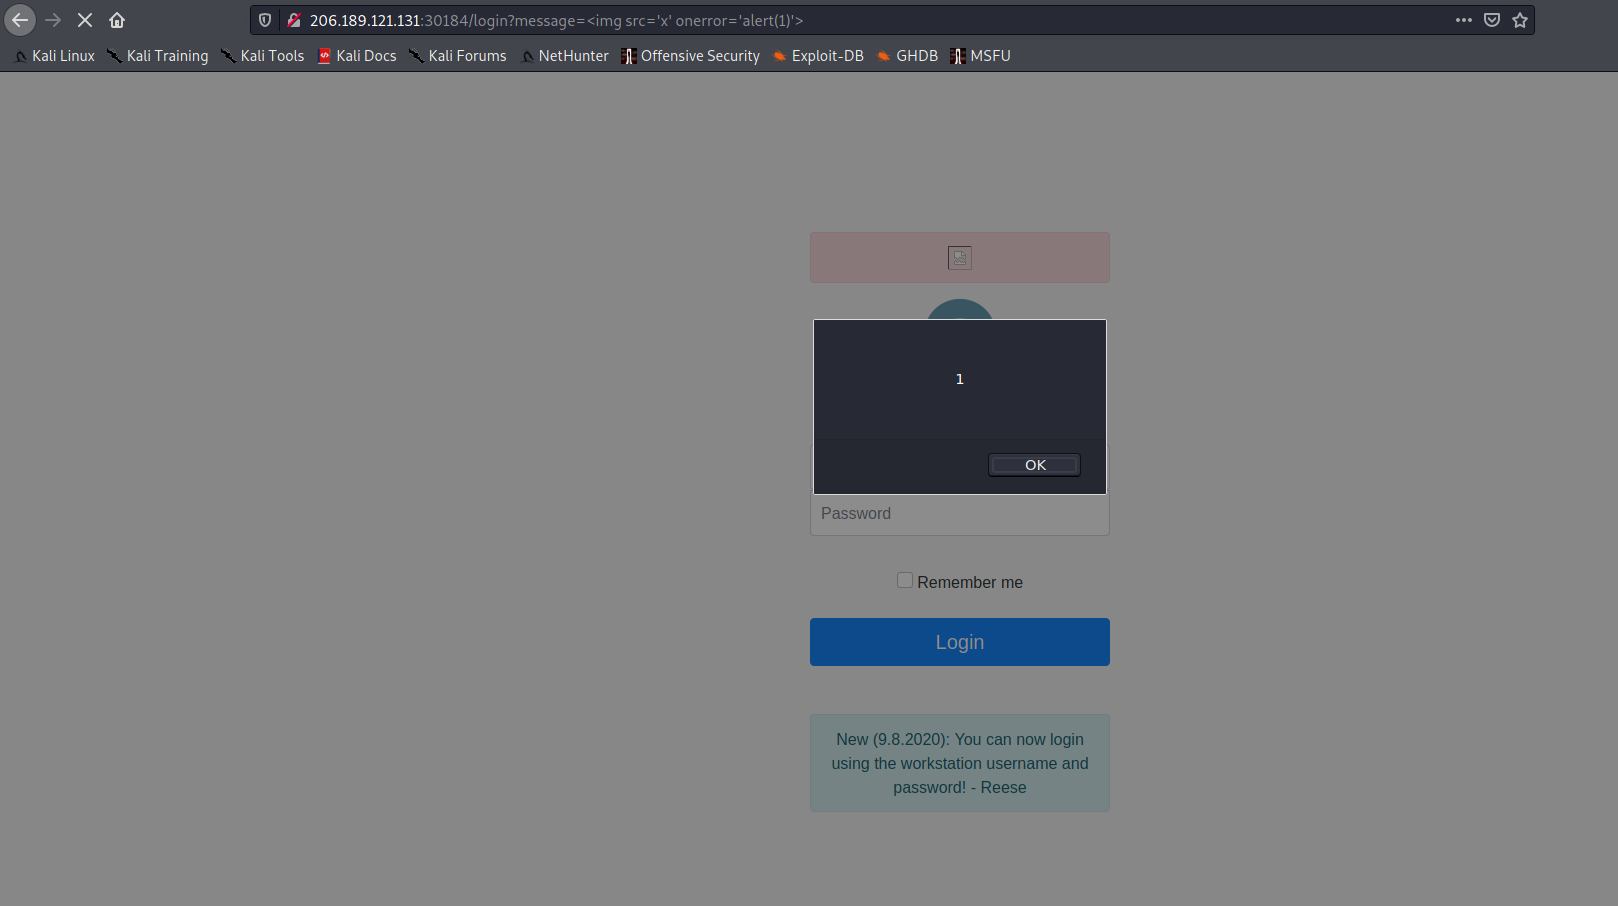 206.189.121.131:30184/login?message=<img src='x' onerror='alert(1)'>
Kali Linux Kali Training Kali Tools Kali Docs Kali Forums NetHunter Offensive Security Exploit-DB GHDB MSFU
1
OK
Password
Remember me
Login
New (9.8.2020): You can now login
using the workstation username and
password! - Reese